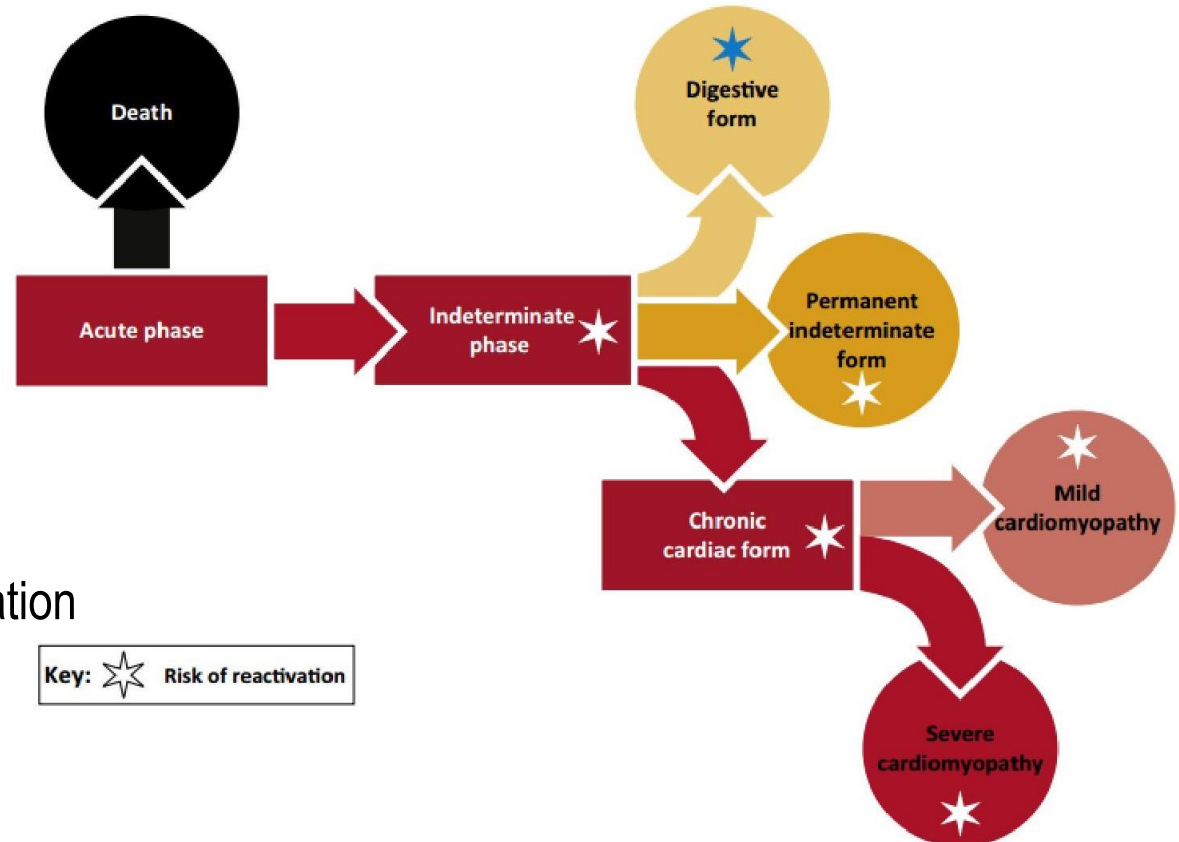 Death
Digestive
form
Acute phase
Indeterminate
phase
Permanent
indeterminate
form
Chronic
cardiac form
Mild
cardiomyopathy
Key: Risk of reactivation
Severe
cardiomyopathy